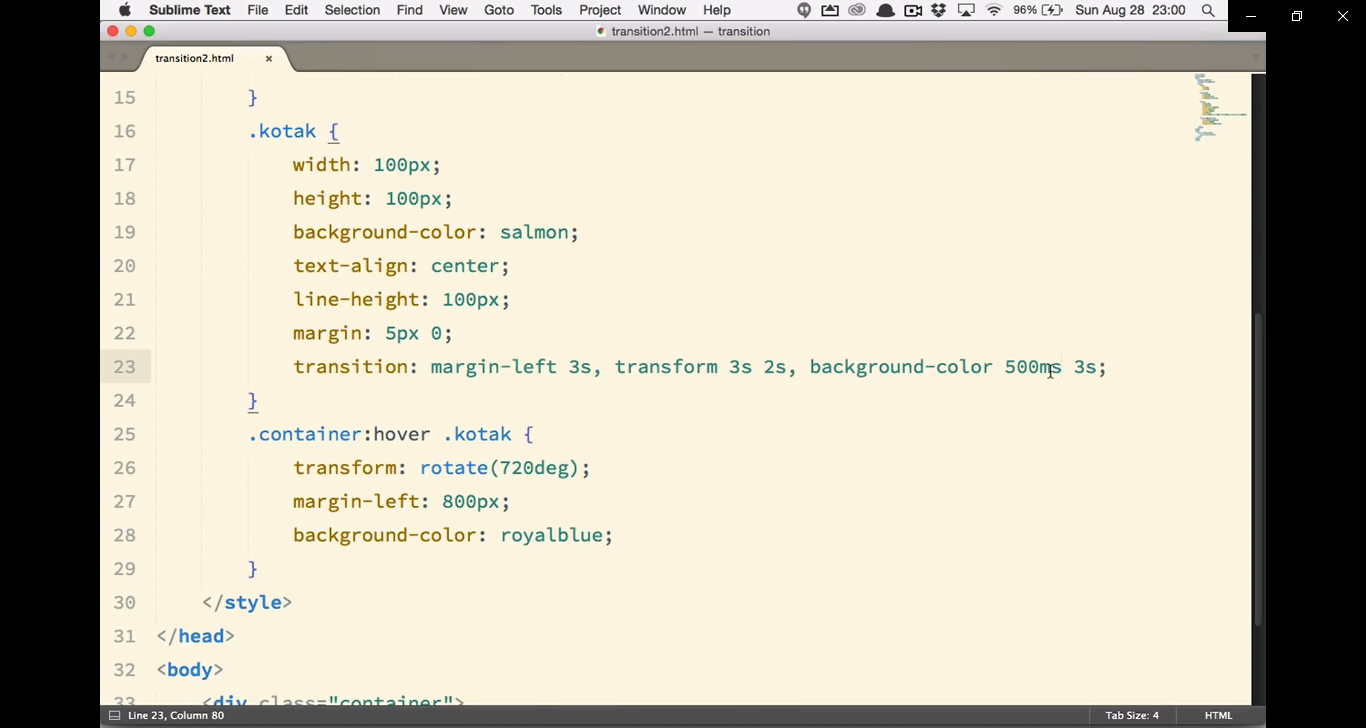 Sublime Text File Edit Selection Find View Goto Tools Project Window Help 96% Sun Aug 28 23:00
transition2.html — transition
transition2.html ×
15 }
16 .kotak {
17 width: 100px;
18 height: 100px;
19 background-color: salmon;
20 text-align: center;
21 line-height: 100px;
22 margin: 5px 0;
23 transition: margin-left 3s, transform 3s 2s, background-color 500ms 3s;
24 }
25 .container:hover .kotak {
26 transform: rotate(720deg);
27 margin-left: 800px;
28 background-color: royalblue;
29 }
30 </style>
31 </head>
32 <body>
33 <div class="container">
Line 23, Column 80 Tab Size: 4 HTML